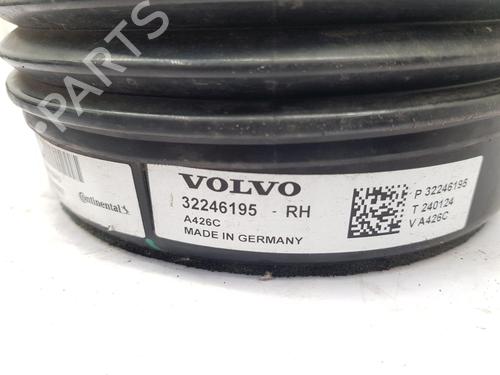 VOLVO
32246195 - RH
A426C
MADE IN GERMANY
P 32246195
T 240124
V A426C
Continental
B-PARTS